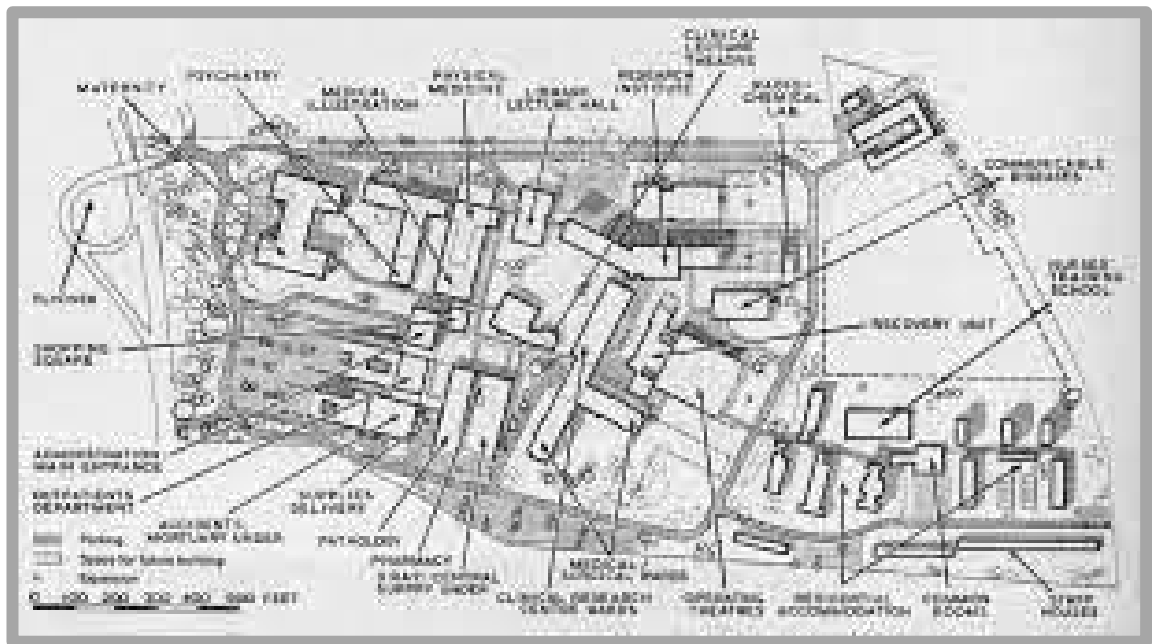 CLINICAL
LECTURE
THEATRE
MATERNITY
PSYCHIATRY
MEDICAL
ILLUSTRATION
PHYSICAL
MEDICINE
LIBRARY
LECTURE HALL
RESEARCH
INSTITUTE
RADIO-
CHEMICAL
LAB.
COMMUNICABLE
DISEASES
NURSES
TRAINING
SCHOOL
FLYOVER
SHOPPING
SQUARE
RECOVERY UNIT
ADMINISTRATION
MAIN ENTRANCE
OUTPATIENTS
DEPARTMENT
ACCIDENTS,
MORTUARY UNDER
SUPPLIES
DELIVERY
PATHOLOGY
PHARMACY
X-RAY: CENTRAL
SUPPLY UNDER
CLINICAL RESEARCH
CENTRE WARDS
MEDICAL &
SURGICAL WARDS
OPERATING
THEATRES
RESIDENTIAL
ACCOMMODATION
COMMON
ROOMS
STAFF
HOUSES
Parking
Space for future building
0 100 200 300 400 500 FEET